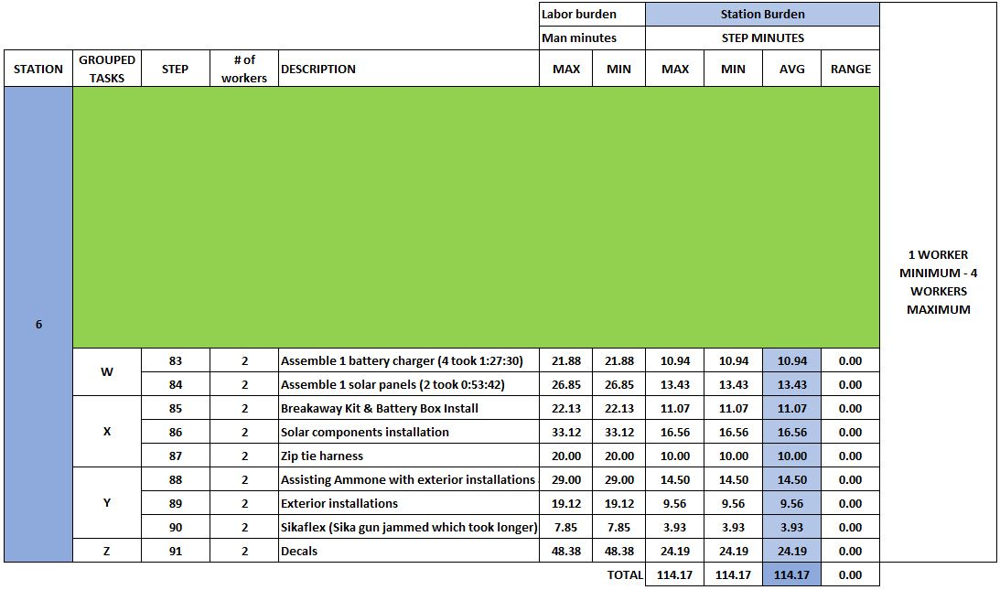 Labor burden Station Burden
Man minutes STEP MINUTES
STATION GROUPED TASKS STEP # of workers DESCRIPTION MAX MIN MAX MIN AVG RANGE
6
1 WORKER
MINIMUM - 4
WORKERS
MAXIMUM
W 83 2 Assemble 1 battery charger (4 took 1:27:30) 21.88 21.88 10.94 10.94 10.94 0.00
84 2 Assemble 1 solar panels (2 took 0:53:42) 26.85 26.85 13.43 13.43 13.43 0.00
X 85 2 Breakaway Kit & Battery Box Install 22.13 22.13 11.07 11.07 11.07 0.00
86 2 Solar components installation 33.12 33.12 16.56 16.56 16.56 0.00
87 2 Zip tie harness 20.00 20.00 10.00 10.00 10.00 0.00
Y 88 2 Assisting Ammone with exterior installations 29.00 29.00 14.50 14.50 14.50 0.00
89 2 Exterior installations 19.12 19.12 9.56 9.56 9.56 0.00
90 2 Sikaflex (Sika gun jammed which took longer) 7.85 7.85 3.93 3.93 3.93 0.00
Z 91 2 Decals 48.38 48.38 24.19 24.19 24.19 0.00
TOTAL 114.17 114.17 114.17 0.00